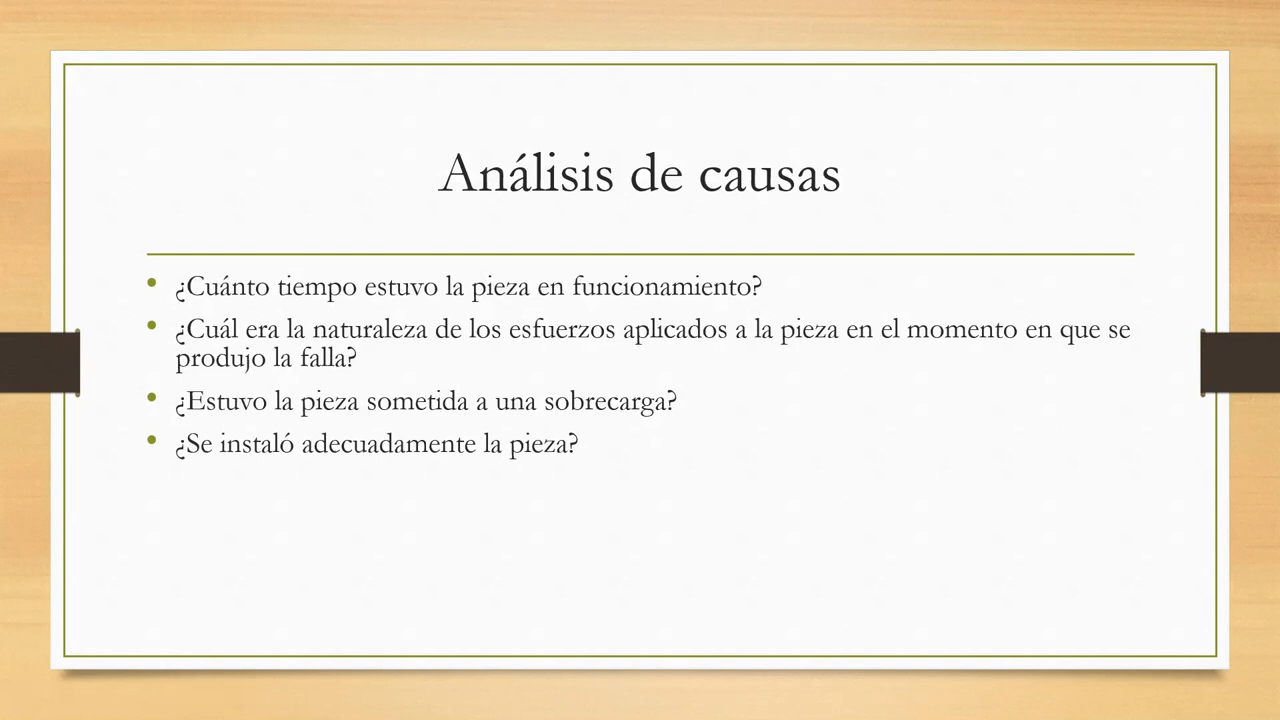 Análisis de causas
• ¿Cuánto tiempo estuvo la pieza en funcionamiento?
• ¿Cuál era la naturaleza de los esfuerzos aplicados a la pieza en el momento en que se
produjo la falla?
• ¿Estuvo la pieza sometida a una sobrecarga?
• ¿Se instaló adecuadamente la pieza?